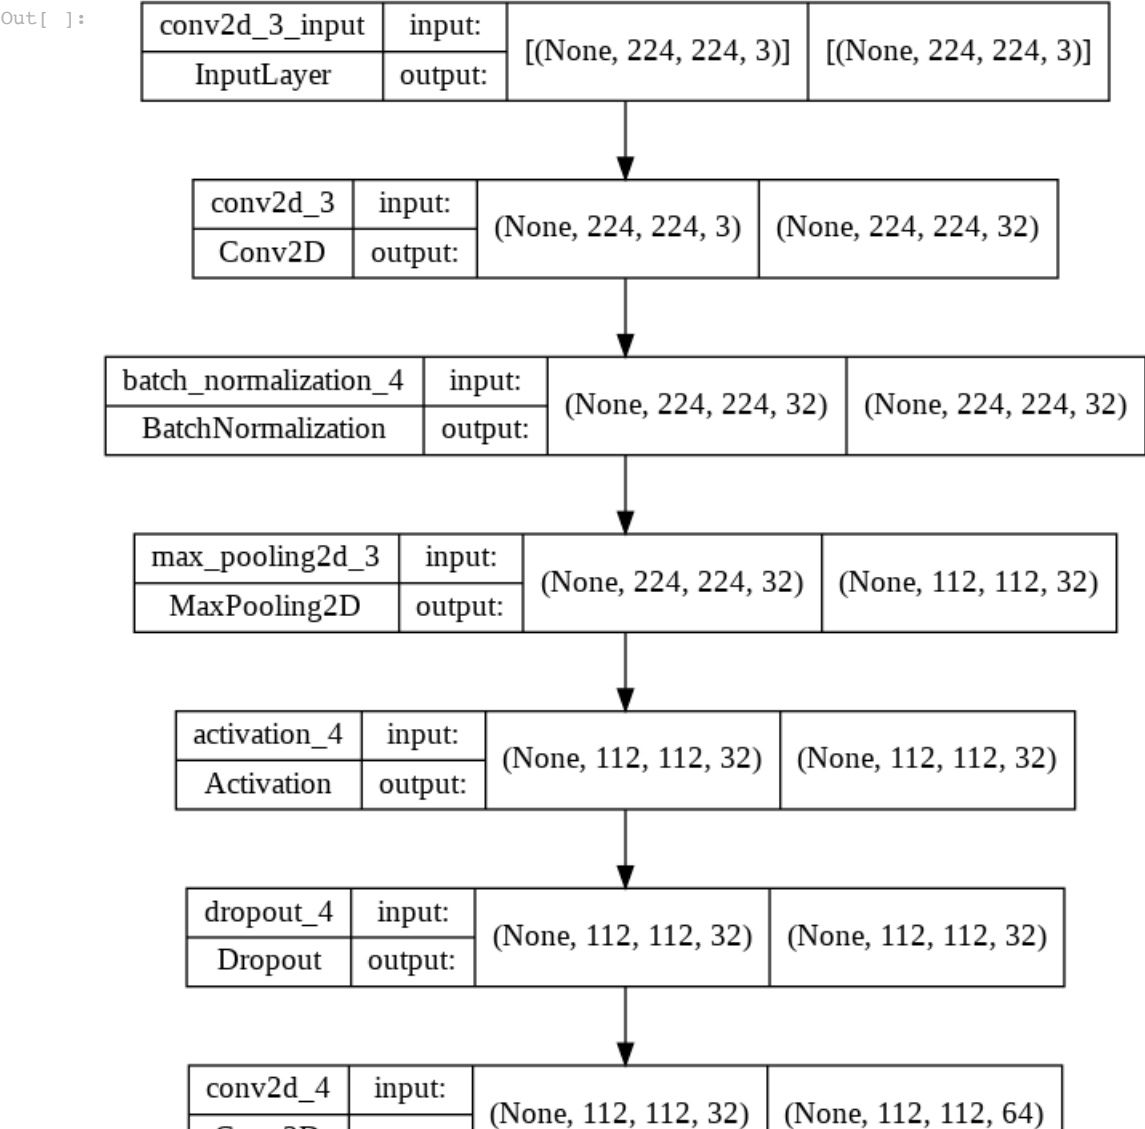 Out[ ]:
conv2d_3_input input: [(None, 224, 224, 3)] [(None, 224, 224, 3)]
InputLayer output:
conv2d_3 input: (None, 224, 224, 3) (None, 224, 224, 32)
Conv2D output:
batch_normalization_4 input: (None, 224, 224, 32) (None, 224, 224, 32)
BatchNormalization output:
max_pooling2d_3 input: (None, 224, 224, 32) (None, 112, 112, 32)
MaxPooling2D output:
activation_4 input: (None, 112, 112, 32) (None, 112, 112, 32)
Activation output:
dropout_4 input: (None, 112, 112, 32) (None, 112, 112, 32)
Dropout output:
conv2d_4 input: (None, 112, 112, 32) (None, 112, 112, 64)